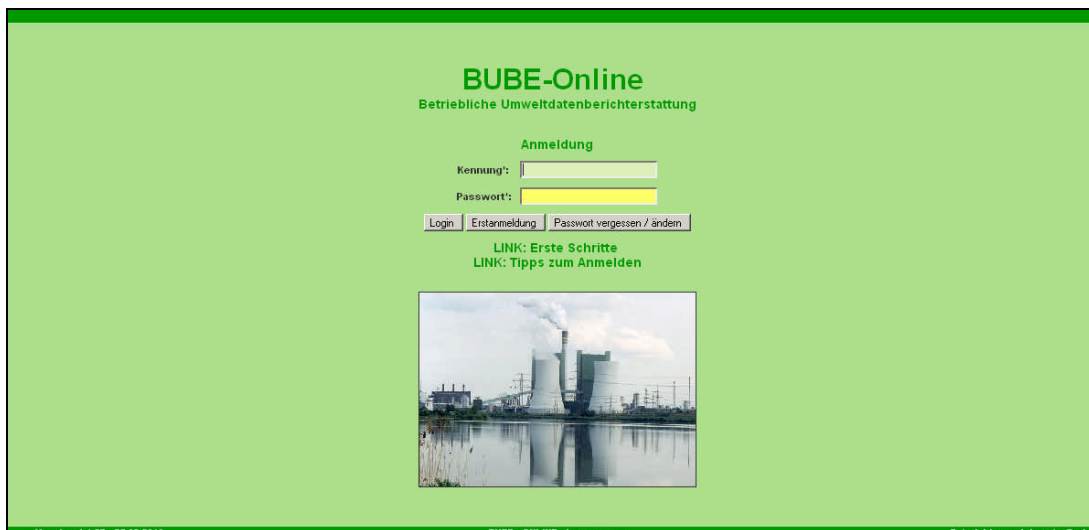 BUBE-Online
Betriebliche Umweltdatenberichterstattung
Anmeldung
Kennung*:
Passwort*:
Login Erstanmeldung Passwort vergessen / ändern
LINK: Erste Schritte
LINK: Tipps zum Anmelden